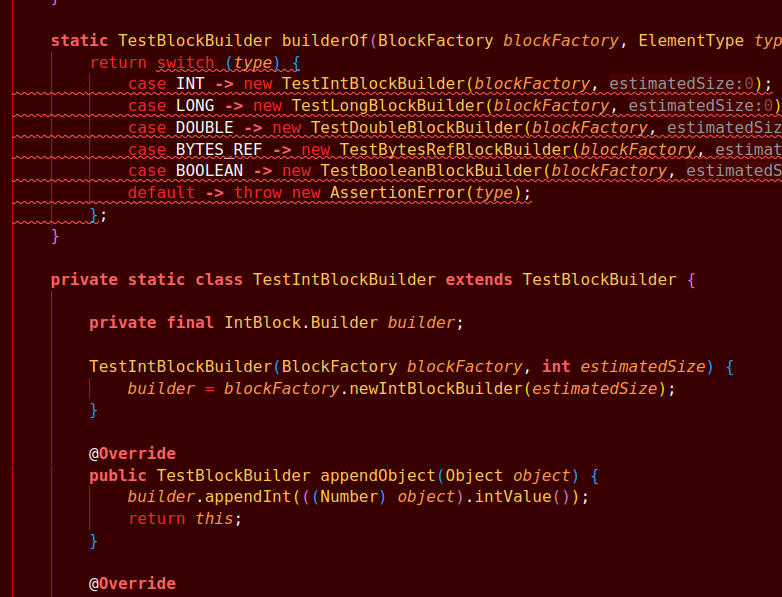 }
static TestBlockBuilder builderOf(BlockFactory blockFactory, ElementType typ
return switch (type) {
case INT -> new TestIntBlockBuilder(blockFactory, estimatedSize:0);
case LONG -> new TestLongBlockBuilder(blockFactory, estimatedSize:0)
case DOUBLE -> new TestDoubleBlockBuilder(blockFactory, estimatedSiz
case BYTES_REF -> new TestBytesRefBlockBuilder(blockFactory, estimat
case BOOLEAN -> new TestBooleanBlockBuilder(blockFactory, estimatedS
default -> throw new AssertionError(type);
};
}
private static class TestIntBlockBuilder extends TestBlockBuilder {
private final IntBlock.Builder builder;
TestIntBlockBuilder(BlockFactory blockFactory, int estimatedSize) {
builder = blockFactory.newIntBlockBuilder(estimatedSize);
}
@Override
public TestBlockBuilder appendObject(Object object) {
builder.appendInt(((Number) object).intValue());
return this;
}
@Override